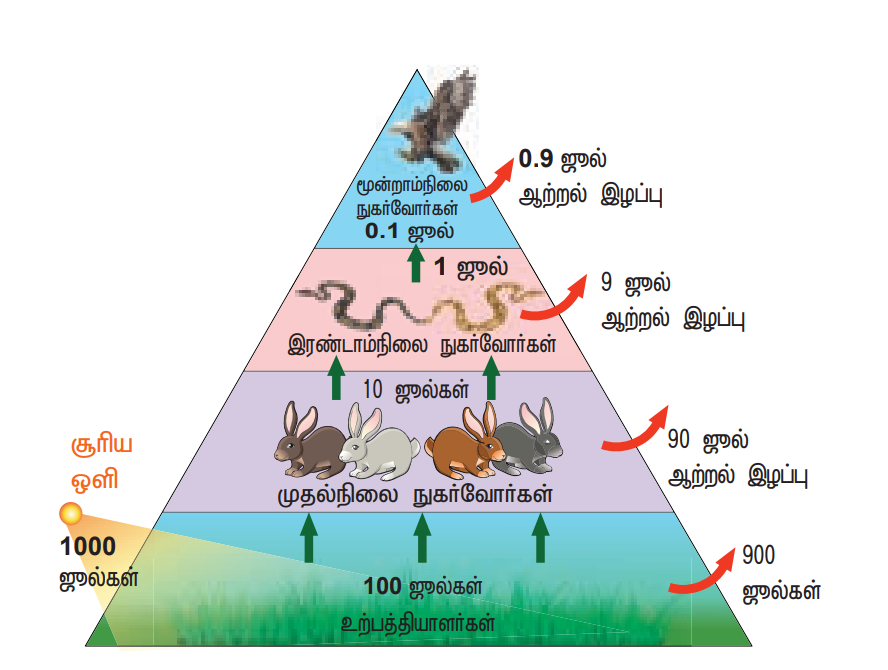 0.9 ஜூல்
ஆற்றல் இழப்பு
மூன்றாம்நிலை
நுகர்வோர்கள்
0.1 ஜூல்
1 ஜூல்
9 ஜூல்
ஆற்றல் இழப்பு
இரண்டாம்நிலை நுகர்வோர்கள்
10 ஜூல்கள்
90 ஜூல்
ஆற்றல் இழப்பு
சூரிய
ஒளி
முதல்நிலை நுகர்வோர்கள்
1000
ஜூல்கள்
900
ஜூல்கள்
100 ஜூல்கள்
உற்பத்தியாளர்கள்